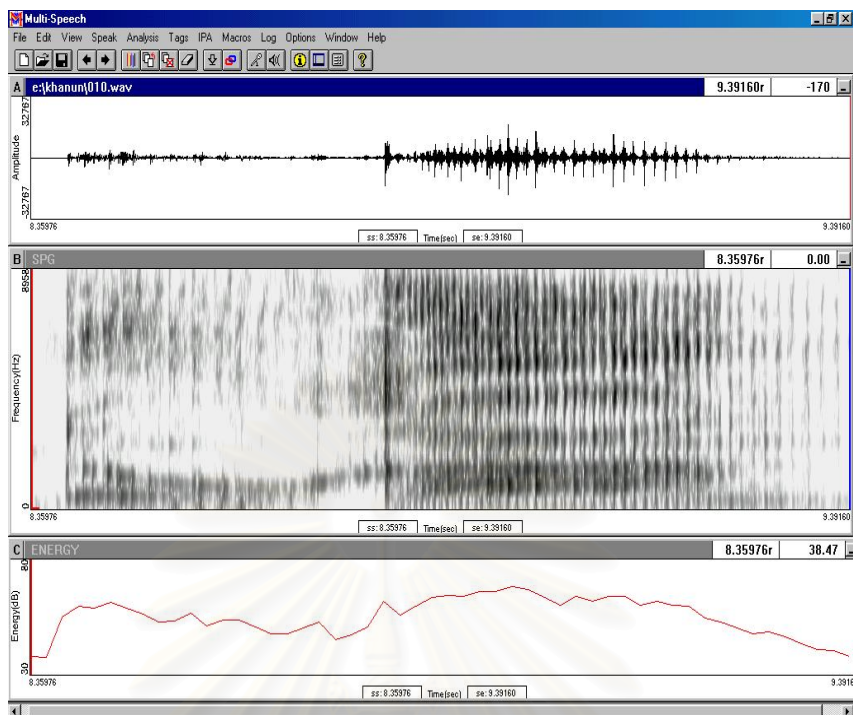 Multi-Speech
File Edit View Speak Analysis Tags IPA Macros Log Options Window Help
A e:\khanun\010.wav 9.39160r -170
32767
Amplitude
-32767
8.35976 9.39160
ss: 8.35976 Time(sec) se: 9.39160
B SPG 8.35976r 0.00
8958
Frequency(Hz)
0
8.35976 9.39160
ss: 8.35976 Time(sec) se: 9.39160
C ENERGY 8.35976r 38.47
80
Energy(dB)
30
8.35976 9.3916
ss: 8.35976 Time(sec) se: 9.39160